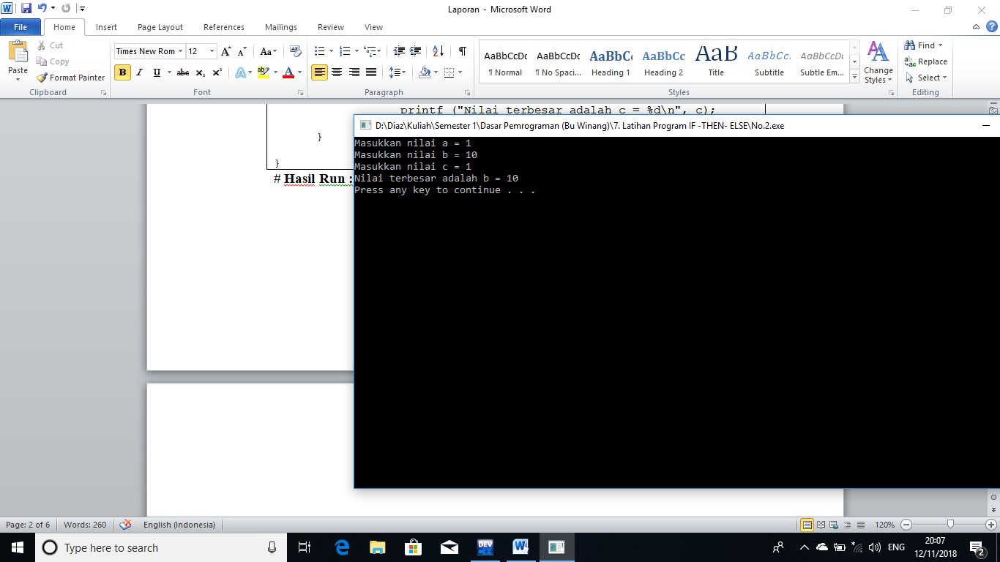 Laporan - Microsoft Word
File Home Insert Page Layout References Mailings Review View
Paste
Cut
Copy
Format Painter
Clipboard
Times New Rom 12
Font
Paragraph
AaBbCcDc AaBbCcDc AaBbC AaBbCc AaB AaBbCc. AaBbCcDc
¶ Normal ¶ No Spaci... Heading 1 Heading 2 Title Subtitle Subtle Em...
Change
Styles
Styles
Find
Replace
Select
Editing
printf ("Nilai terbesar adalah c = %d\n", c);
}
}
# Hasil Run :
D:\Diaz\Kuliah\Semester 1\Dasar Pemrograman (Bu Winang)\7. Latihan Program IF -THEN- ELSE\No.2.exe
Masukkan nilai a = 1
Masukkan nilai b = 10
Masukkan nilai c = 1
Nilai terbesar adalah b = 10
Press any key to continue . . .
Page: 2 of 6 Words: 260 English (Indonesia) 120%
Type here to search
DEV
ENG
20:07
12/11/2018
2